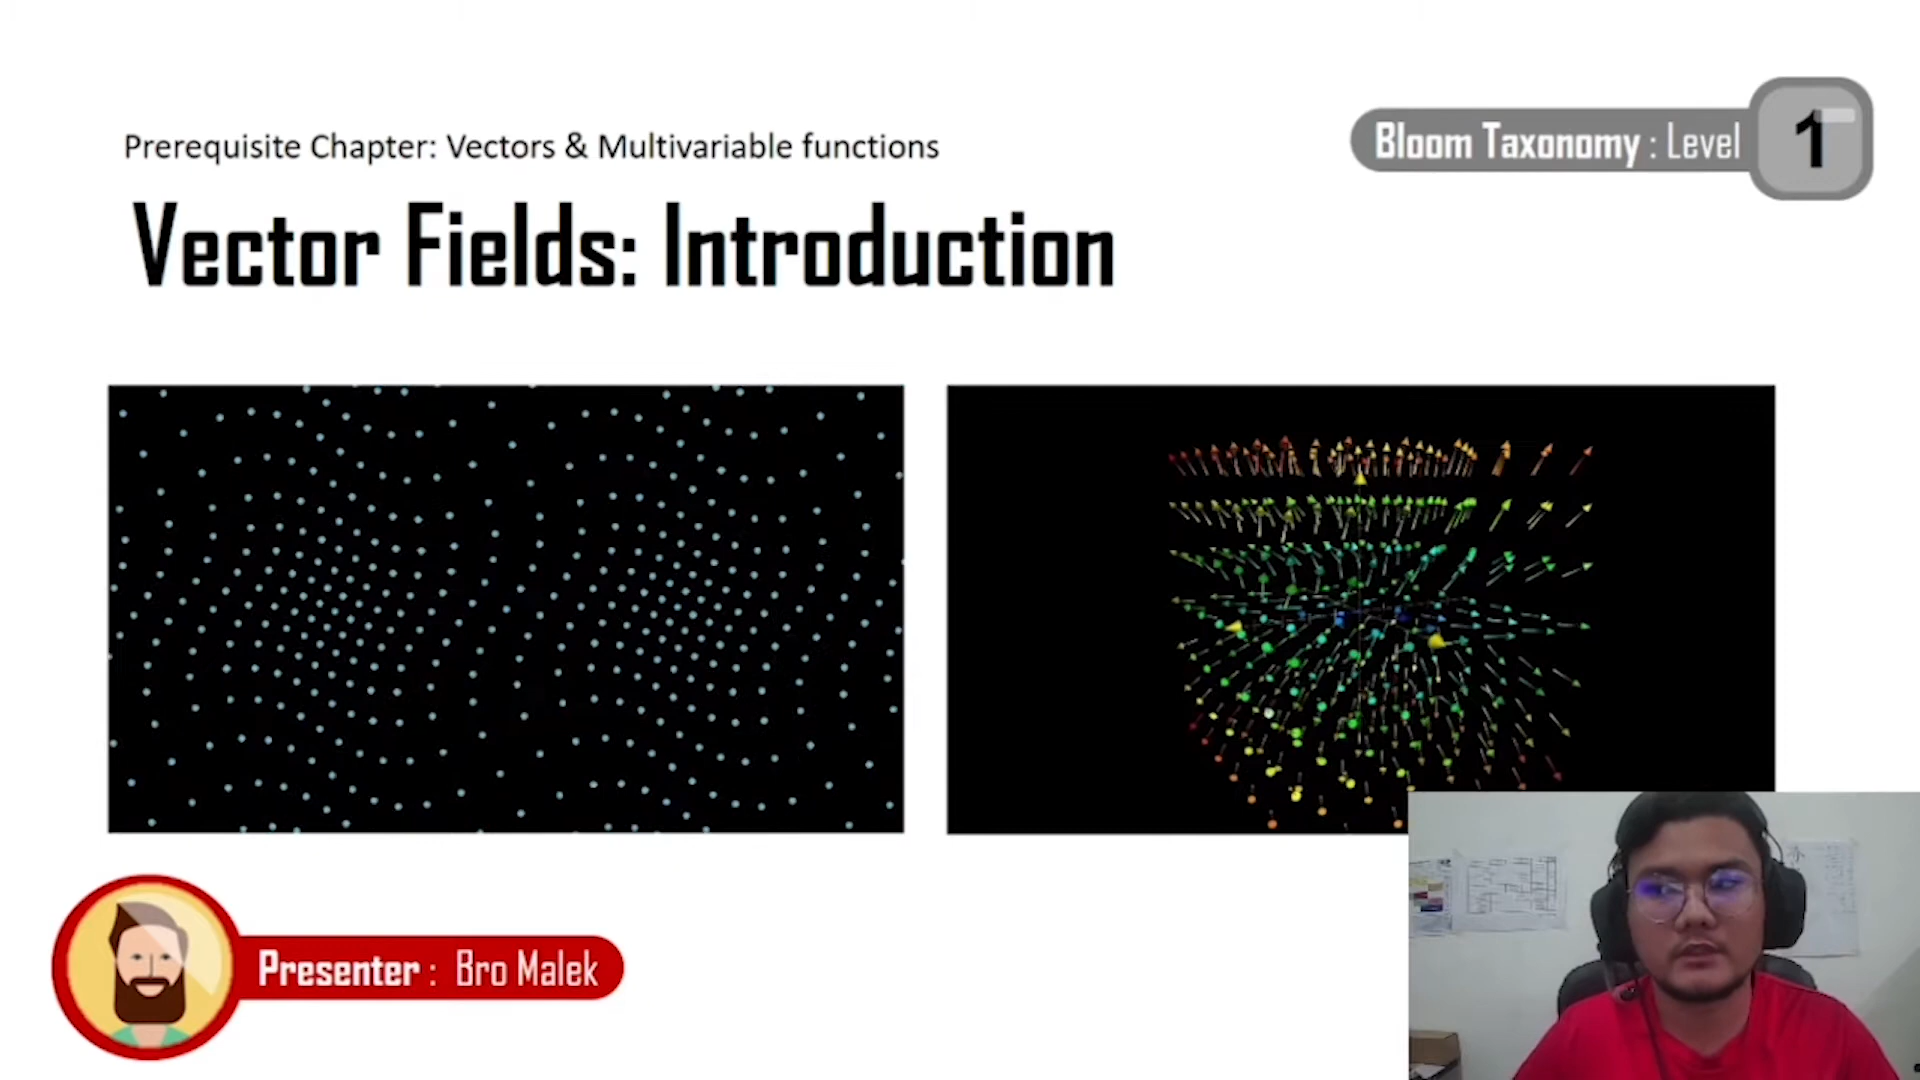 Prerequisite Chapter: Vectors & Multivariable functions
Bloom Taxonomy : Level 1
Vector Fields: Introduction
Presenter : Bro Malek